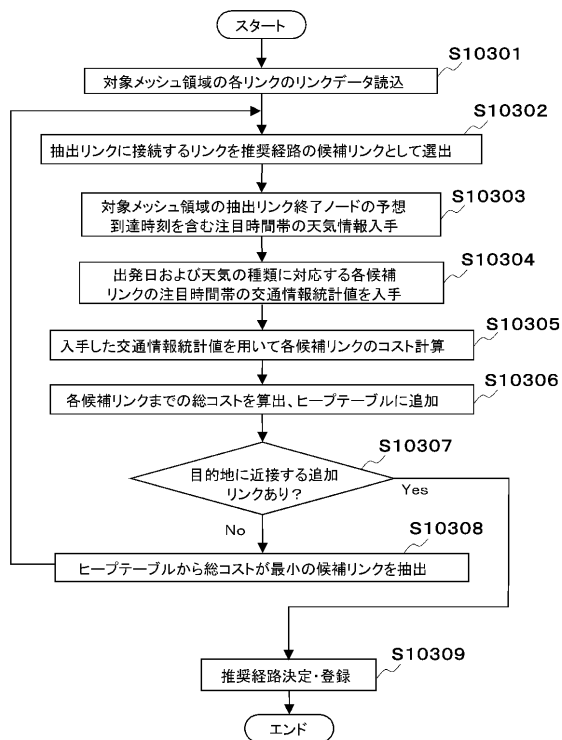 スタート
S10301
対象メッシュ領域の各リンクのリンクデータ読込
S10302
抽出リンクに接続するリンクを推奨経路の候補リンクとして選出
S10303
対象メッシュ領域の抽出リンク終了ノードの予想
到達時刻を含む注目時間帯の天気情報入手
S10304
出発日および天気の種類に対応する各候補
リンクの注目時間帯の交通情報統計値を入手
S10305
入手した交通情報統計値を用いて各候補リンクのコスト計算
S10306
各候補リンクまでの総コストを算出、ヒープテーブルに追加
S10307
目的地に近接する追加
リンクあり?
Yes
No
S10308
ヒープテーブルから総コストが最小の候補リンクを抽出
S10309
推奨経路決定・登録
エンド